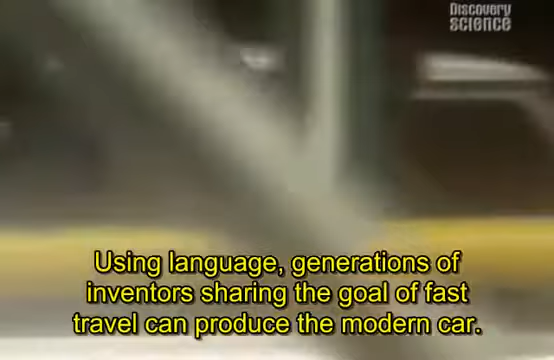 Discovery
SCIENCE
Using language, generations of
inventors sharing the goal of fast
travel can produce the modern car.